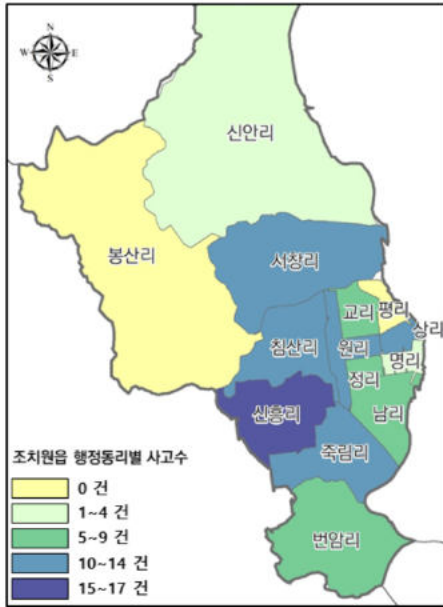 N
W
E
S
신안리
봉산리
서창리
교리
평리
상리
침산리
원리
명리
정리
신흥리
남리
죽림리
번암리
조치원읍 행정동리별 사고수
0 건
1~4 건
5~9 건
10~14 건
15~17 건